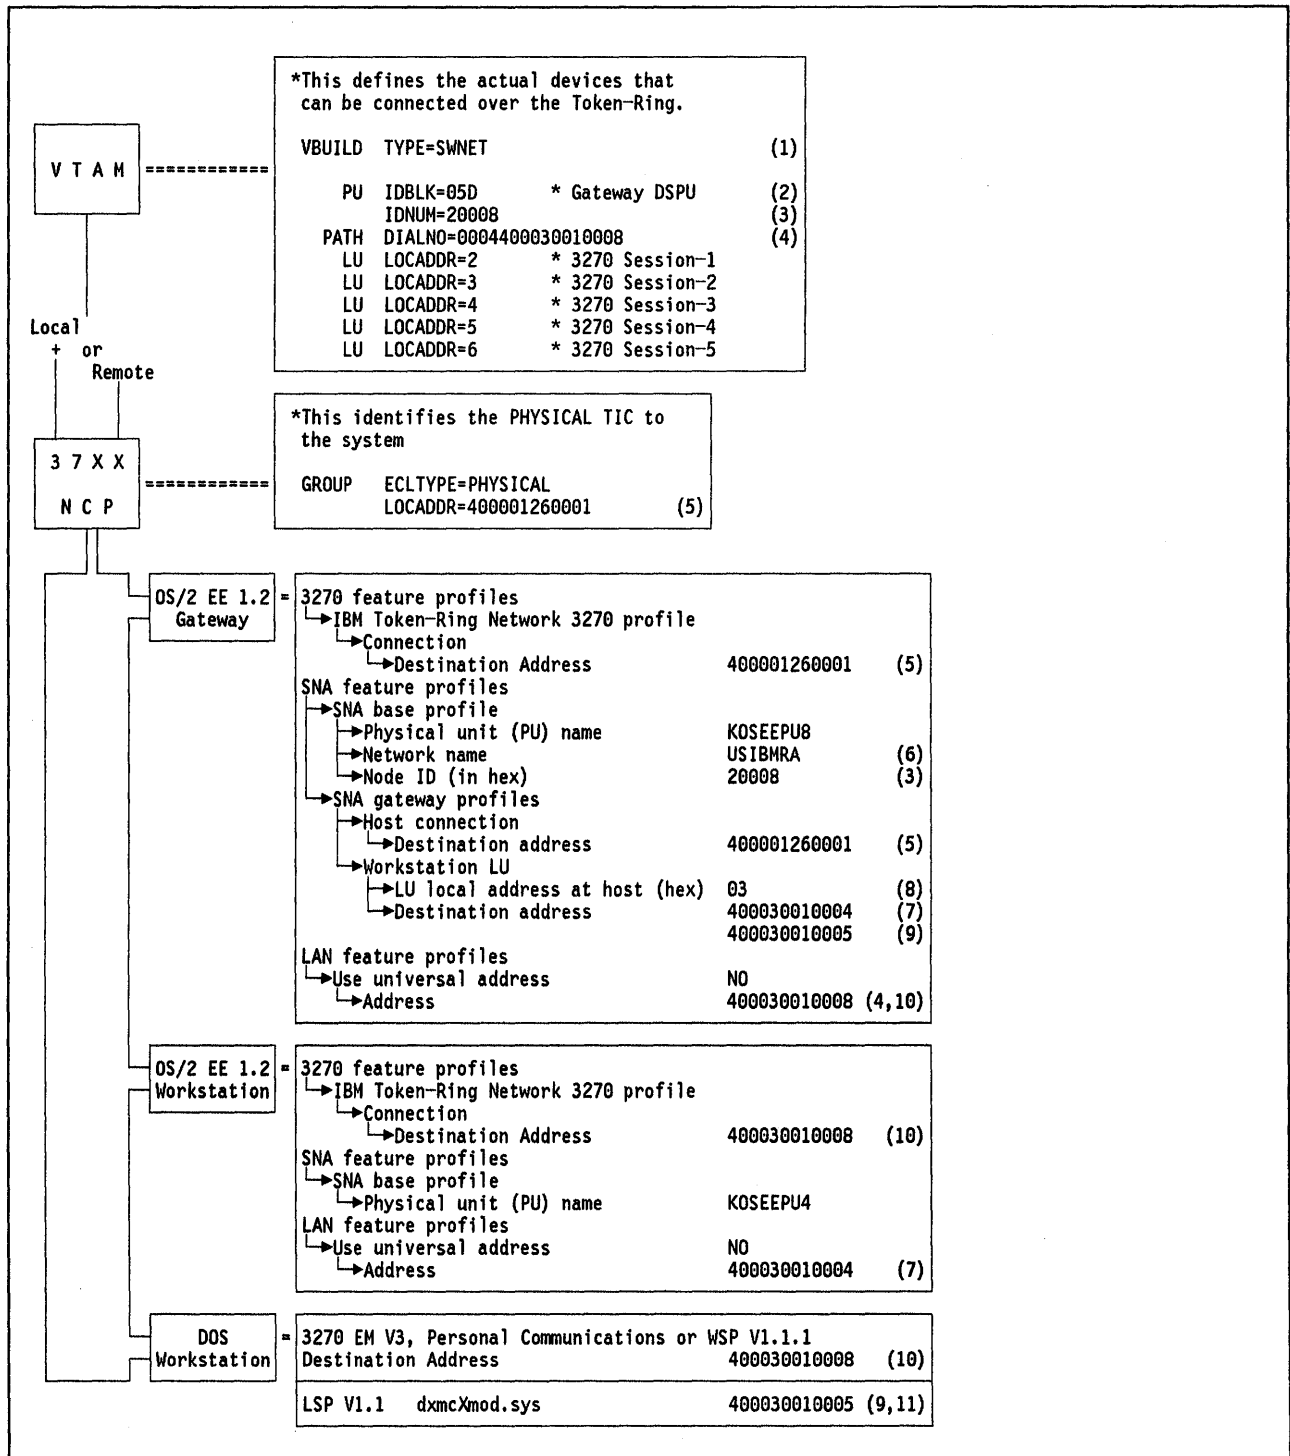 *This defines the actual devices that
can be connected over the Token-Ring.
VBUILD TYPE=SWNET (1)
V T A M ============
PU IDBLK=05D * Gateway DSPU (2)
IDNUM=20008 (3)
PATH DIALNO=0004400030010008 (4)
LU LOCADDR=2 * 3270 Session-1
LU LOCADDR=3 * 3270 Session-2
LU LOCADDR=4 * 3270 Session-3
LU LOCADDR=5 * 3270 Session-4
LU LOCADDR=6 * 3270 Session-5
Local
+ or
Remote
*This identifies the PHYSICAL TIC to
the system
3 7 X X
N C P ============
GROUP ECLTYPE=PHYSICAL
LOCADDR=400001260001 (5)
OS/2 EE 1.2 =
Gateway
3270 feature profiles
IBM Token-Ring Network 3270 profile
Connection
Destination Address 400001260001 (5)
SNA feature profiles
SNA base profile
Physical unit (PU) name KOSEEPU8
Network name USIBMRA (6)
Node ID (in hex) 20008 (3)
SNA gateway profiles
Host connection
Destination address 400001260001 (5)
Workstation LU
LU local address at host (hex) 03 (8)
Destination address 400030010004 (7)
400030010005 (9)
LAN feature profiles
Use universal address NO
Address 400030010008 (4,10)
OS/2 EE 1.2 =
Workstation
3270 feature profiles
IBM Token-Ring Network 3270 profile
Connection
Destination Address 400030010008 (10)
SNA feature profiles
SNA base profile
Physical unit (PU) name KOSEEPU4
LAN feature profiles
Use universal address NO
Address 400030010004 (7)
DOS =
Workstation
3270 EM V3, Personal Communications or WSP V1.1.1
Destination Address 400030010008 (10)
LSP V1.1 dxmcXmod.sys 400030010005 (9,11)